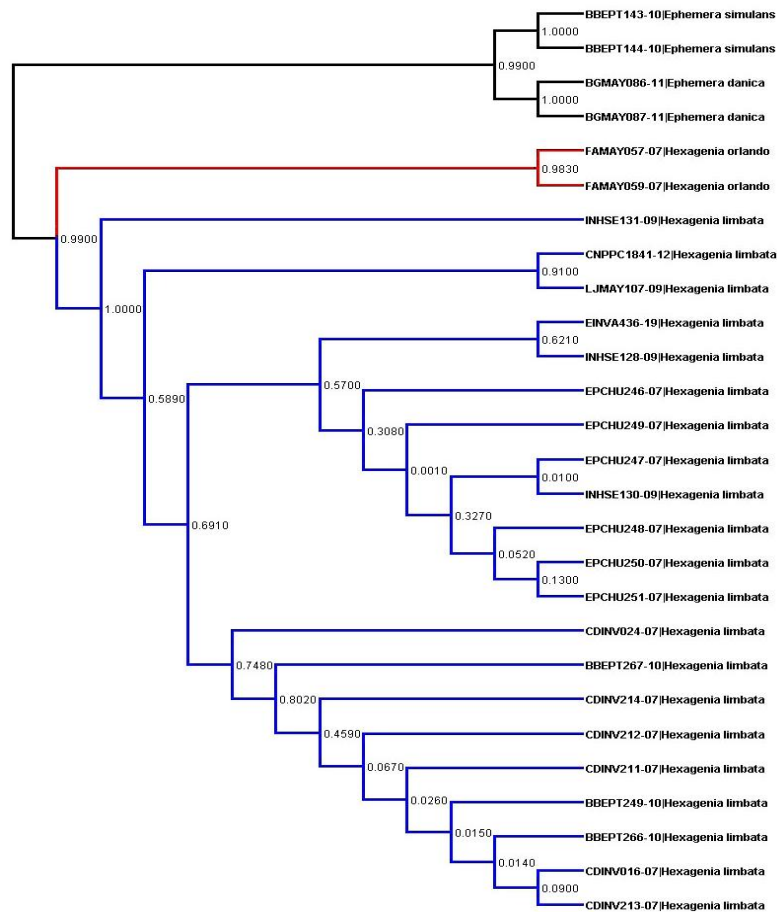 BBEPT143-10|Ephemera simulans
1.0000
BBEPT144-10|Ephemera simulans
0.9900
BGMAY086-11|Ephemera danica
1.0000
BGMAY087-11|Ephemera danica
FAMAY057-07|Hexagenia orlando
0.9830
FAMAY059-07|Hexagenia orlando
INHSE131-09|Hexagenia limbata
0.9900
CNPPC1841-12|Hexagenia limbata
0.9100
LJMAY107-09|Hexagenia limbata
1.0000
EINVA436-19|Hexagenia limbata
0.6210
INHSE128-09|Hexagenia limbata
0.5700
EPCHU246-07|Hexagenia limbata
0.5890
EPCHU249-07|Hexagenia limbata
0.3080
EPCHU247-07|Hexagenia limbata
0.0010
0.0100
INHSE130-09|Hexagenia limbata
0.3270
EPCHU248-07|Hexagenia limbata
0.6910
0.0520
EPCHU250-07|Hexagenia limbata
0.1300
EPCHU251-07|Hexagenia limbata
CDINV024-07|Hexagenia limbata
0.7480
BBEPT267-10|Hexagenia limbata
0.8020
CDINV214-07|Hexagenia limbata
0.4590
CDINV212-07|Hexagenia limbata
0.0670
CDINV211-07|Hexagenia limbata
0.0260
BBEPT249-10|Hexagenia limbata
0.0150
BBEPT266-10|Hexagenia limbata
0.0140
CDINV016-07|Hexagenia limbata
0.0900
CDINV213-07|Hexagenia limbata